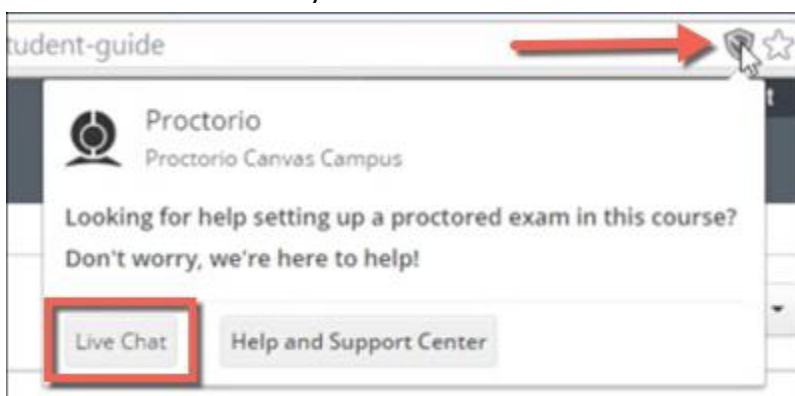 tudent-guide
t
Proctorio
Proctorio Canvas Campus
Looking for help setting up a proctored exam in this course?
Don't worry, we're here to help!
Live Chat
Help and Support Center